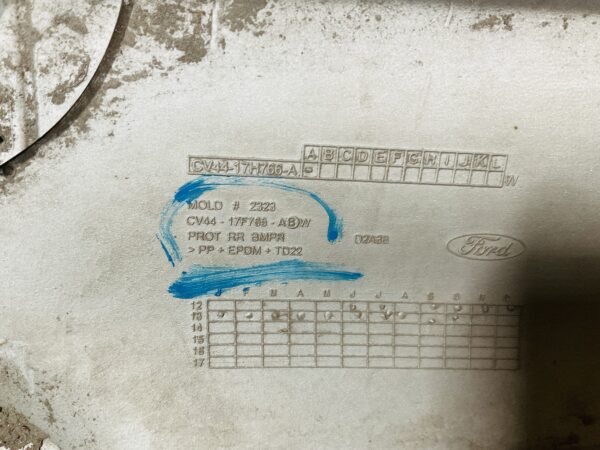 A B C D E F G H I J K L
CV44-17H766-A
W
MOLD # 2323
CV44 - 17F766 - AB)W
PROT RR BMPR
> PP + EPDM + TD22
Ford
M A M J J A S O N D
12
13
14
15
16
17